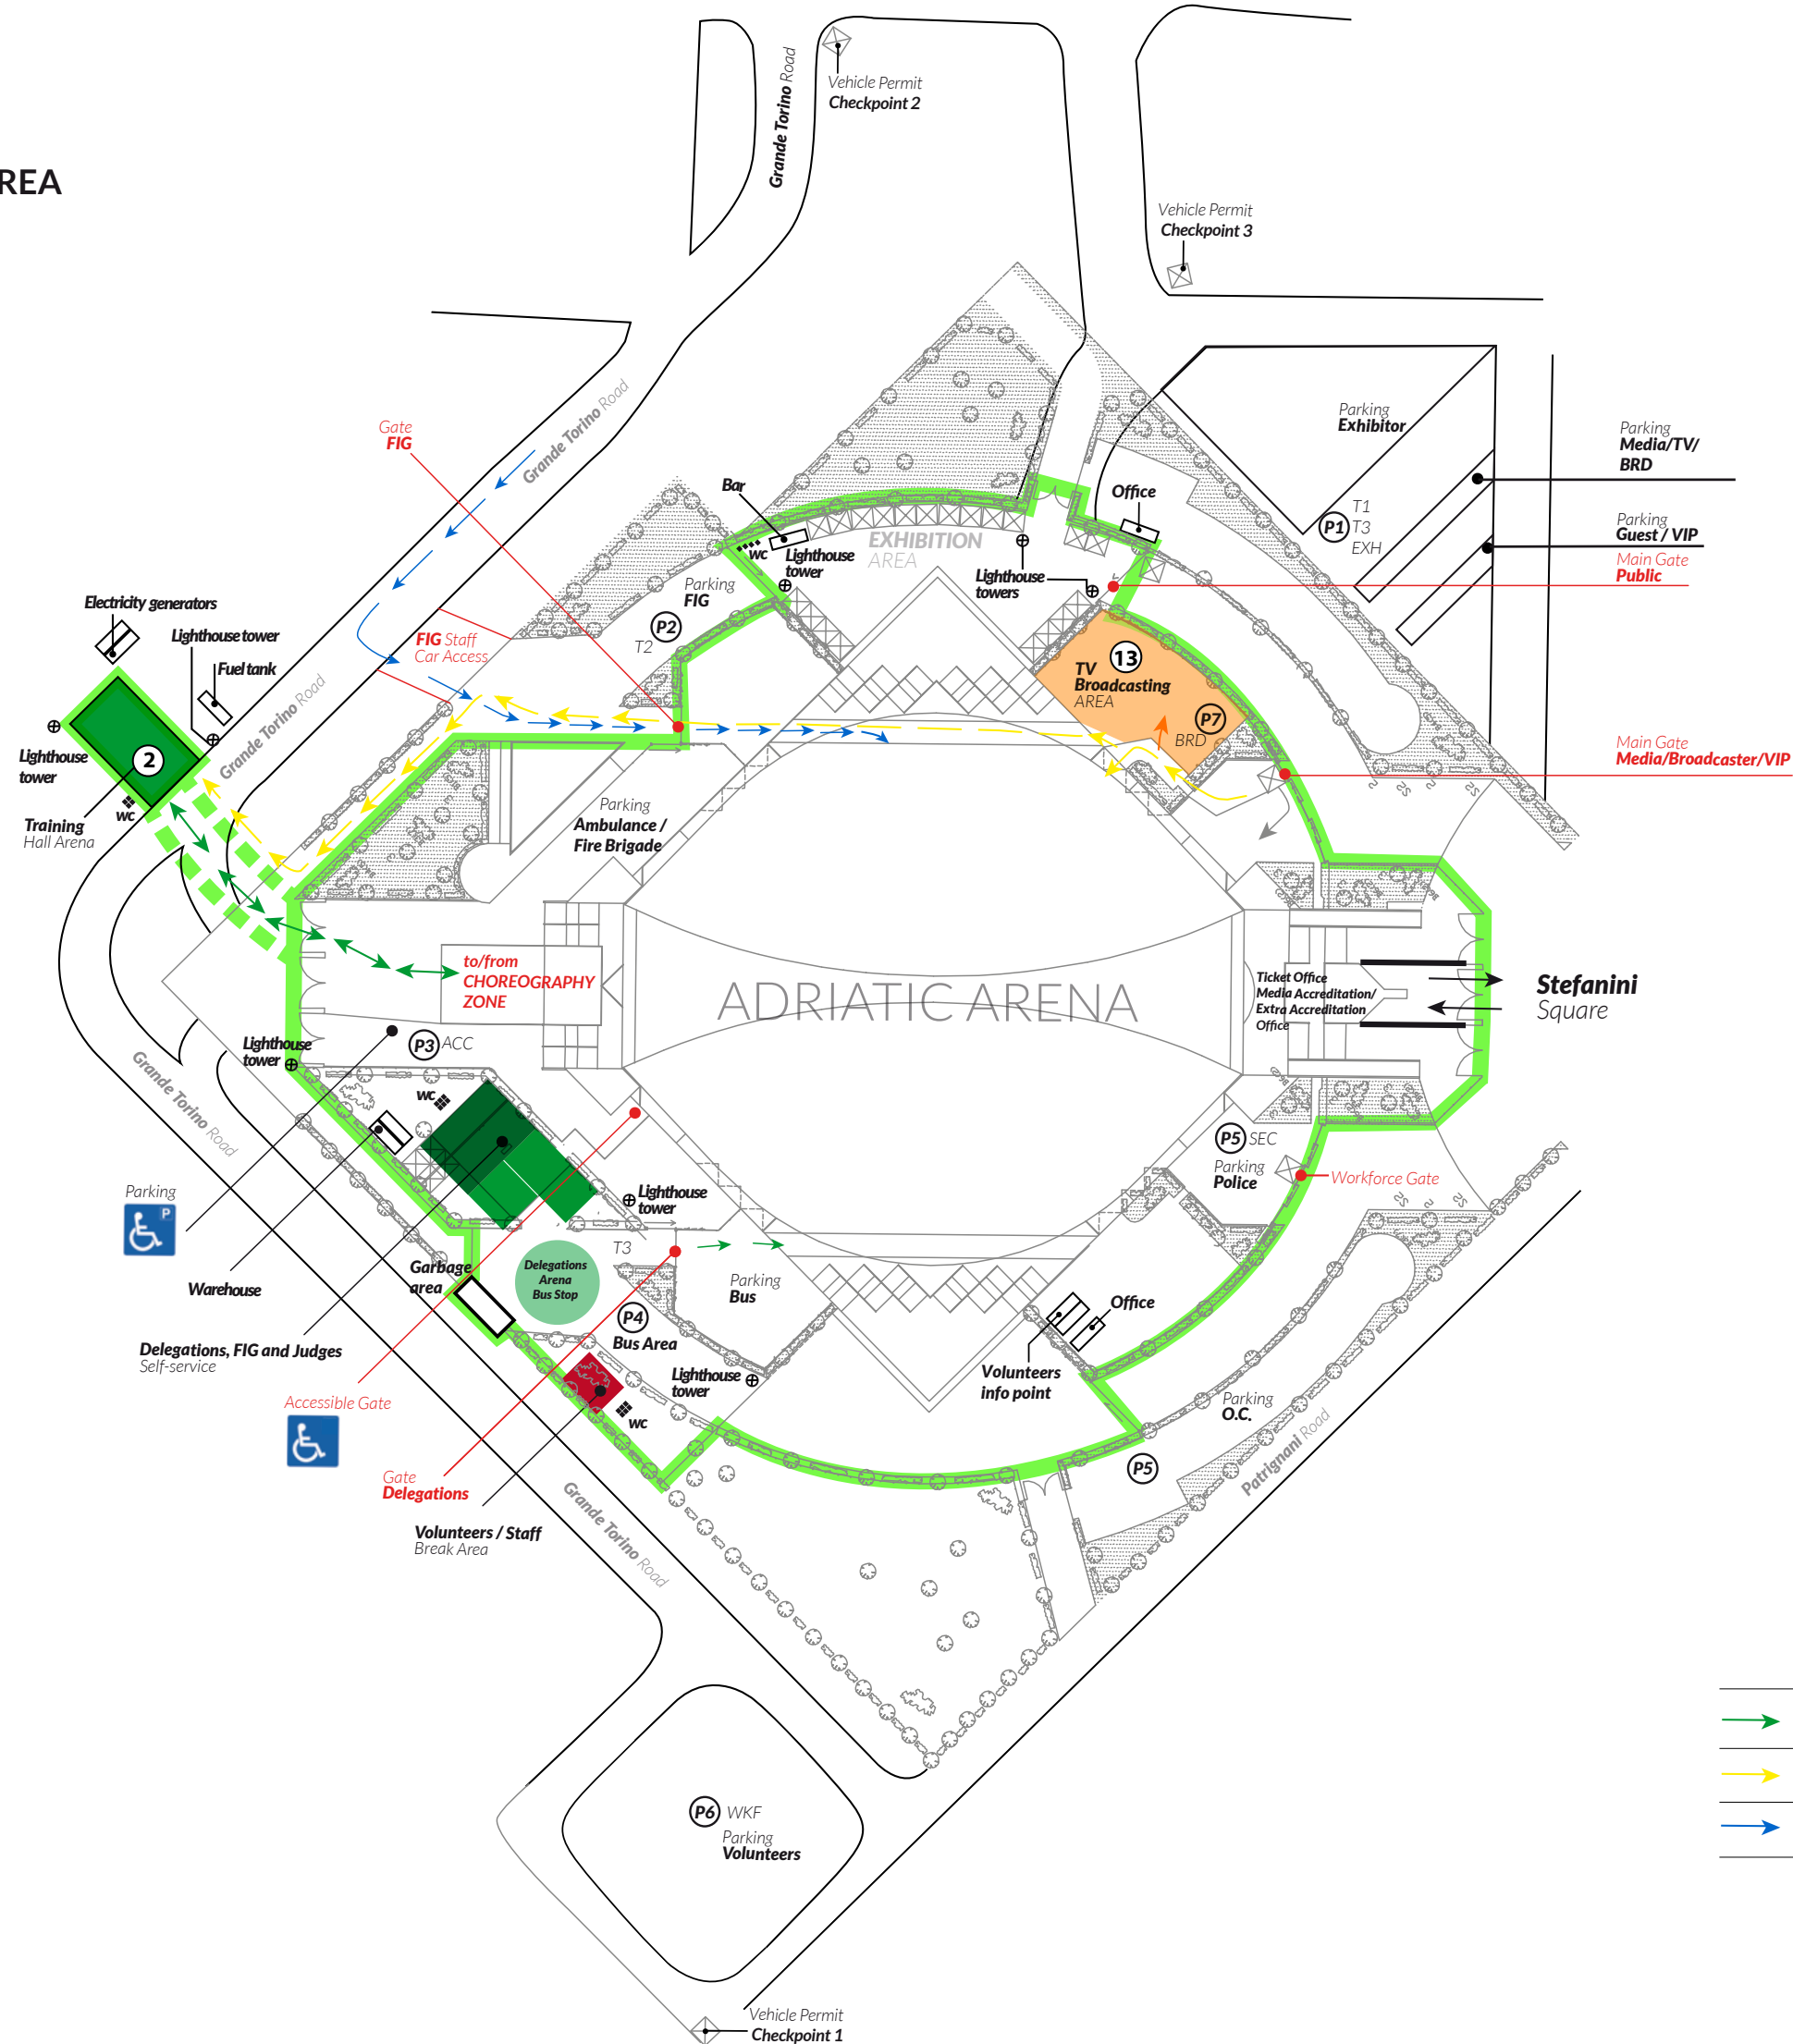 REA
Grande Torino Road
Vehicle Permit
Checkpoint 2
Vehicle Permit
Checkpoint 3
Grande Torino Road
Gate
FIG
Parking
Exhibitor
Parking
Media/TV/
BRD
Bar
Office
T1
P1 T3
EXH
Parking
Guest / VIP
Main Gate
Public
EXHIBITION
AREA
wc
Lighthouse
tower
Lighthouse
towers
Parking
FIG
P2
T2
Electricity generators
Lighthouse tower
Fuel tank
FIG Staff
Car Access
Grande Torino Road
13
TV
Broadcasting
AREA
P7
BRD
Main Gate
Media/Broadcaster/VIP
Lighthouse
tower
2
wc
Training
Hall Arena
Parking
Ambulance /
Fire Brigade
to/from
CHOREOGRAPHY
ZONE
ADRIATIC ARENA
Ticket Office
Media Accreditation/
Extra Accreditation
Office
Stefanini
Square
P3 ACC
Lighthouse
tower
Grande Torino Road
wc
P5 SEC
Parking
Police
Workforce Gate
Parking
P
Lighthouse
tower
T3
Garbage
area
Delegations
Arena
Bus Stop
Parking
Bus
Warehouse
P4
Bus Area
Office
Delegations, FIG and Judges
Self-service
Lighthouse
tower
Volunteers
info point
Accessible Gate
wc
Parking
O.C.
P5
Patrignani Road
Gate
Delegations
Volunteers / Staff
Break Area
Grande Torino Road
P6 WKF
Parking
Volunteers
Vehicle Permit
Checkpoint 1